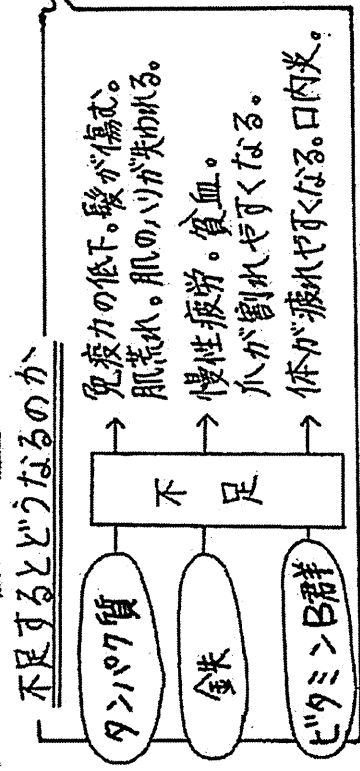 不足するとどうなるのか
タンパク質
鉄
ビタミンB群
不足
免疫力の低下。髪が傷む。
肌荒れ。肌のハリが失われる。
慢性疲労。貧血。
爪が割れやすくなる。
体が疲れやすくなる。口内炎。